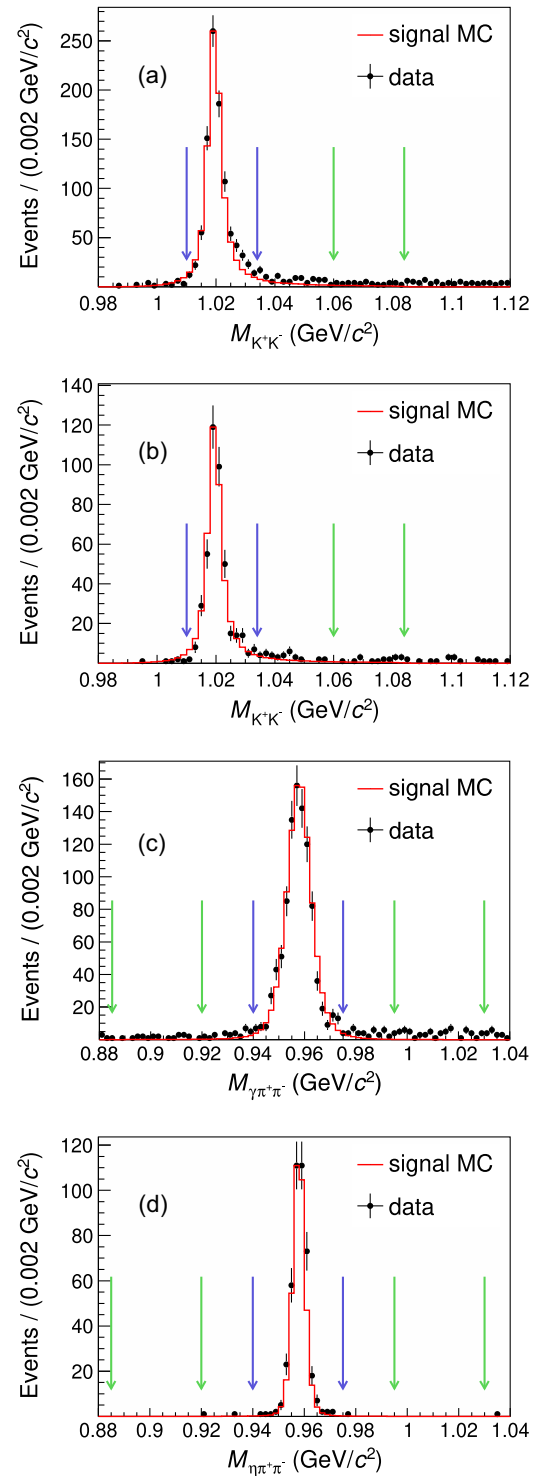 Events / (0.002 GeV/c²)
250
200
150
100
50
(a)
signal MC
data
0.98 1 1.02 1.04 1.06 1.08 1.1 1.12
M_K⁺K⁻ (GeV/c²)
Events / (0.002 GeV/c²)
140
120
100
80
60
40
20
(b)
signal MC
data
0.98 1 1.02 1.04 1.06 1.08 1.1 1.12
M_K⁺K⁻ (GeV/c²)
Events / (0.002 GeV/c²)
160
140
120
100
80
60
40
20
(c)
signal MC
data
0.88 0.9 0.92 0.94 0.96 0.98 1 1.02 1.04
M_γπ⁺π⁻ (GeV/c²)
Events / (0.002 GeV/c²)
120
100
80
60
40
20
(d)
signal MC
data
0.88 0.9 0.92 0.94 0.96 0.98 1 1.02 1.04
M_ηπ⁺π⁻ (GeV/c²)